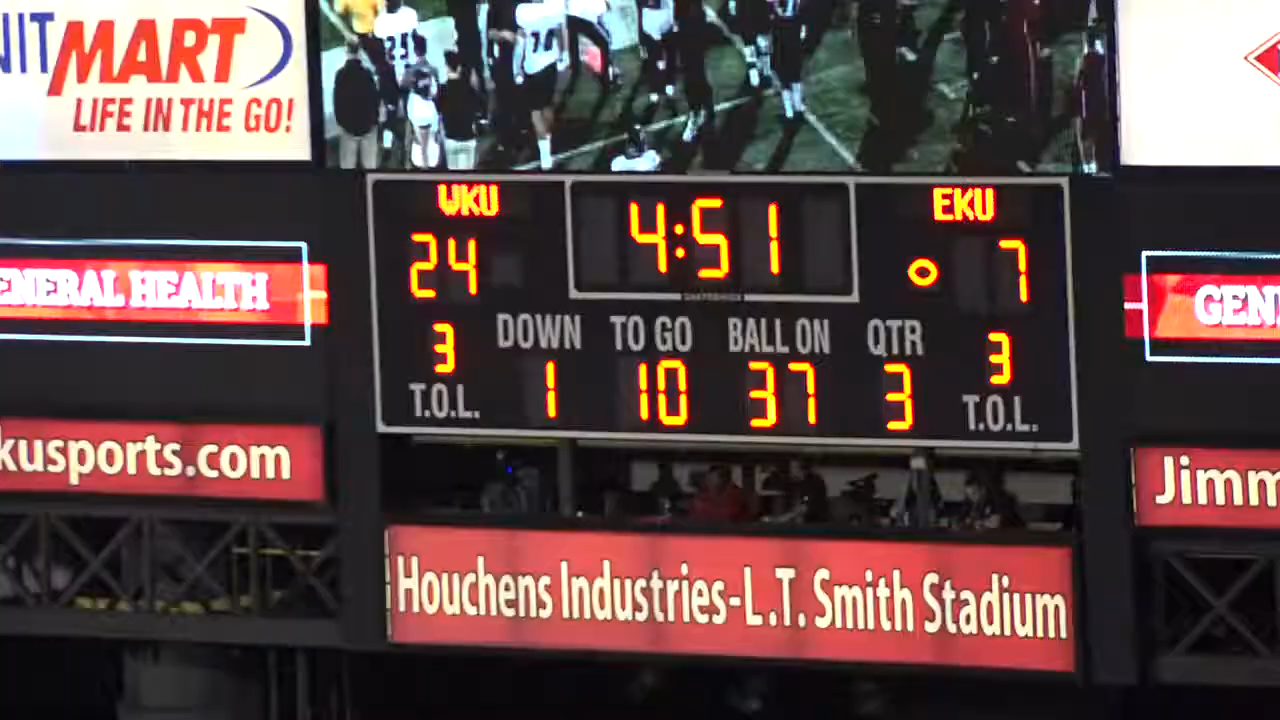 NIT MART
LIFE IN THE GO!
WKU
4:51
EKU
24
7
ENERAL HEALTH
GEN
DOWN TO GO BALL ON QTR
3 1 10 37 3 3
T.O.L.
T.O.L.
kusports.com
Jimm
Houchens Industries-L.T. Smith Stadium